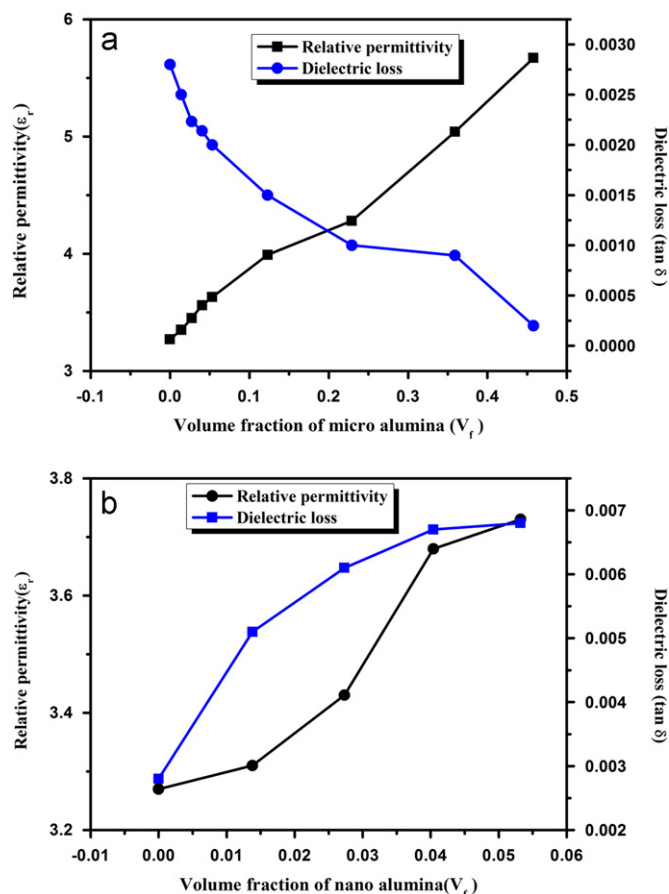 a
Relative permittivity
Dielectric loss
6
5
4
3
Relative permittivity(εr)
0.0030
0.0025
0.0020
0.0015
0.0010
0.0005
0.0000
Dielectric loss (tan δ)
-0.1 0.0 0.1 0.2 0.3 0.4 0.5
Volume fraction of micro alumina (Vf)
b
Relative permittivity
Dielectric loss
3.8
3.6
3.4
3.2
Relative permittivity(εr)
0.007
0.006
0.005
0.004
0.003
0.002
Dielectric loss (tan δ)
-0.01 0.00 0.01 0.02 0.03 0.04 0.05 0.06
Volume fraction of nano alumina(Vf)